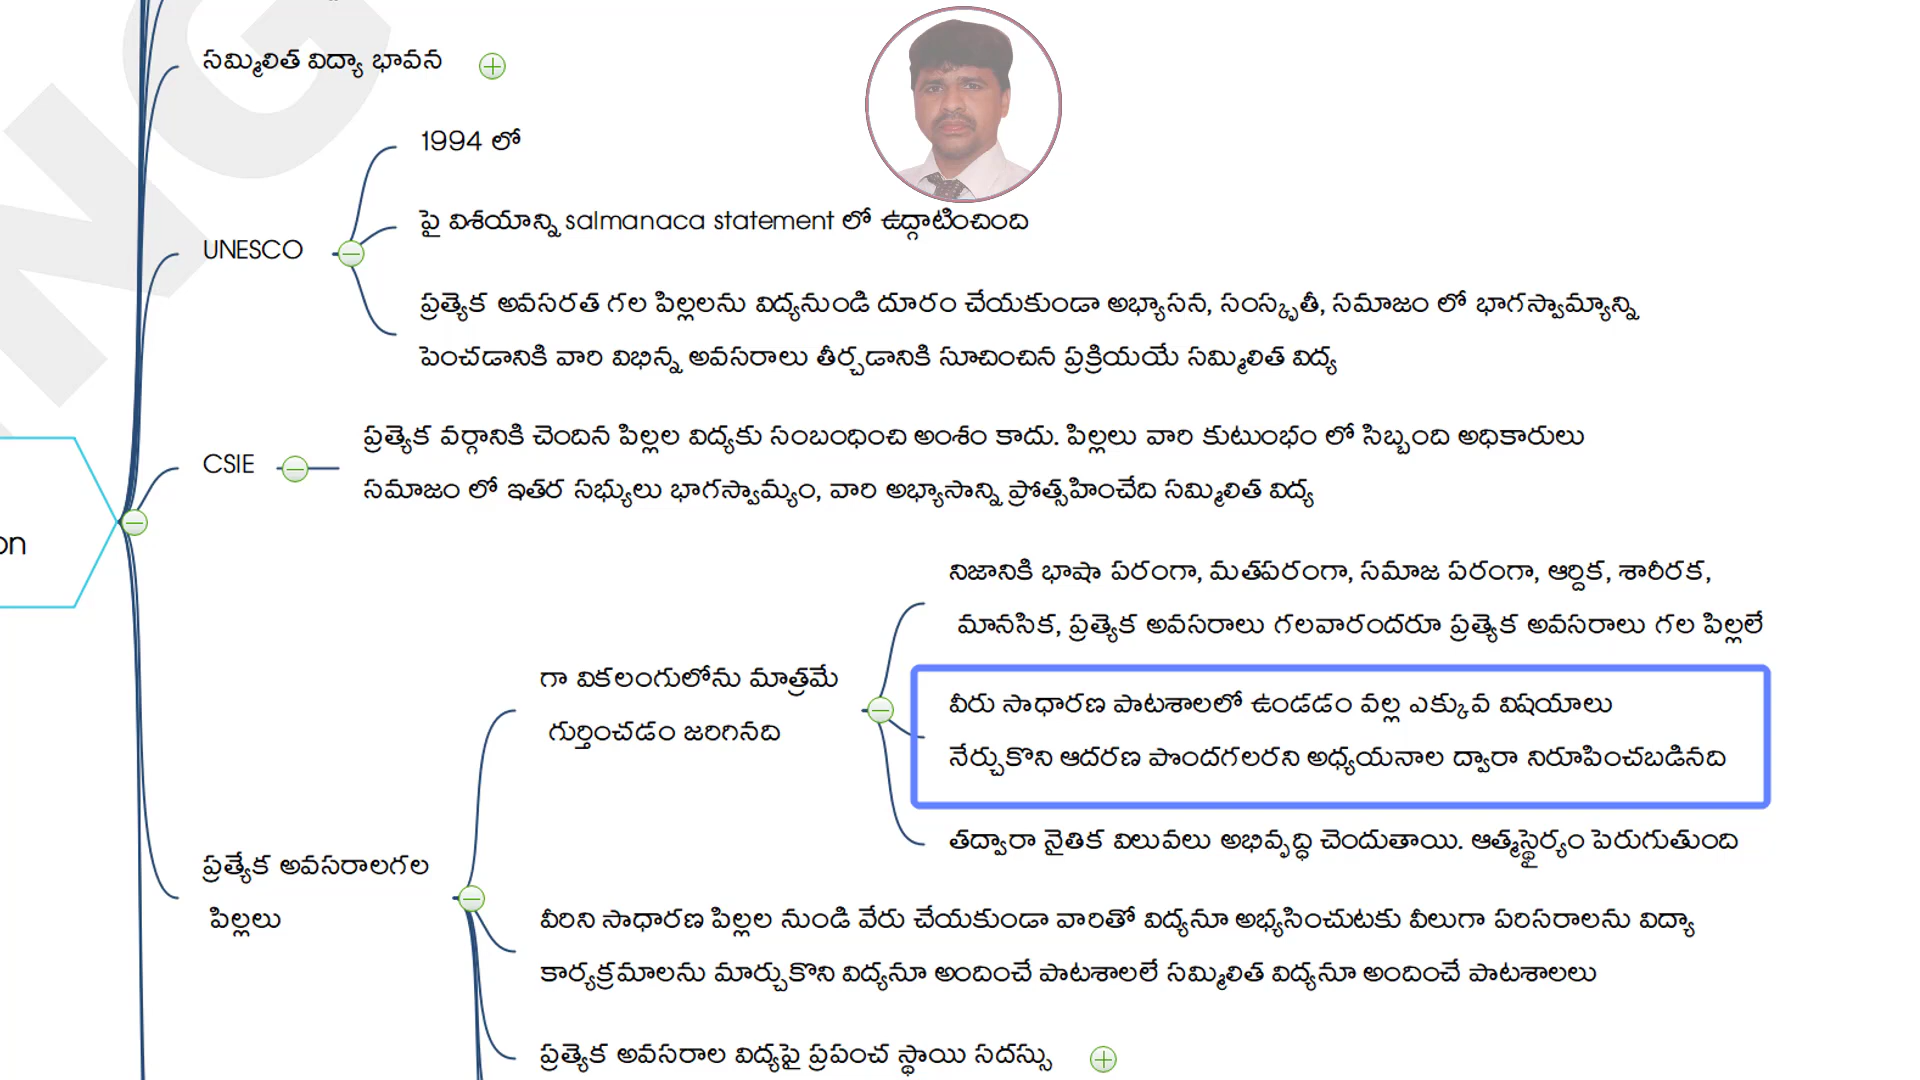 సమ్మిలిత విద్యా భావన
1994 లో
పై విశయాన్ని salmanaca statement లో ఉద్గాటించింది
UNESCO
ప్రత్యెక అవసరత గల పిల్లలను విద్యనుండి దూరం చేయకుండా అభ్యాసన, సంస్కృతీ, సమాజం లో భాగస్వామ్యాన్ని
పెంచడానికి వారి విభిన్న అవసరాలు తీర్చడానికి సూచించిన ప్రక్రియయే సమ్మిలిత విద్య
ప్రత్యెక వర్గానికి చెందిన పిల్లల విద్యకు సంబంధించి అంశం కాదు. పిల్లలు వారి కుటుంభం లో సిబ్బంది అధికారులు
CSIE
సమాజం లో ఇతర సభ్యులు భాగస్వామ్యం, వారి అభ్యాసాన్ని ప్రోత్సహించేది సమ్మిలిత విద్య
on
నిజానికి భాషా పరంగా, మతపరంగా, సమాజ పరంగా, ఆర్దిక, శారీరక,
మానసిక, ప్రత్యెక అవసరాలు గలవారందరూ ప్రత్యెక అవసరాలు గల పిల్లలే
గా వికలంగులోను మాత్రమే
గుర్తించడం జరిగినది
వీరు సాధారణ పాటశాలలో ఉండడం వల్ల ఎక్కువ విషయాలు
నేర్చుకొని ఆదరణ పొందగలరని అధ్యయనాల ద్వారా నిరూపించబడినది
తద్వారా నైతిక విలువలు అభివృద్ధి చెందుతాయి. ఆత్మస్థైర్యం పెరుగుతుంది
ప్రత్యేక అవసరాలగల
పిల్లలు
వీరిని సాధారణ పిల్లల నుండి వేరు చేయకుండా వారితో విద్యనూ అభ్యసించుటకు వీలుగా పరిసరాలను విద్యా
కార్యక్రమాలను మార్చుకొని విద్యనూ అందించే పాటశాలలే సమ్మిలిత విద్యనూ అందించే పాటశాలలు
ప్రత్యెక అవసరాల విద్యపై ప్రపంచ స్థాయి సదస్సు